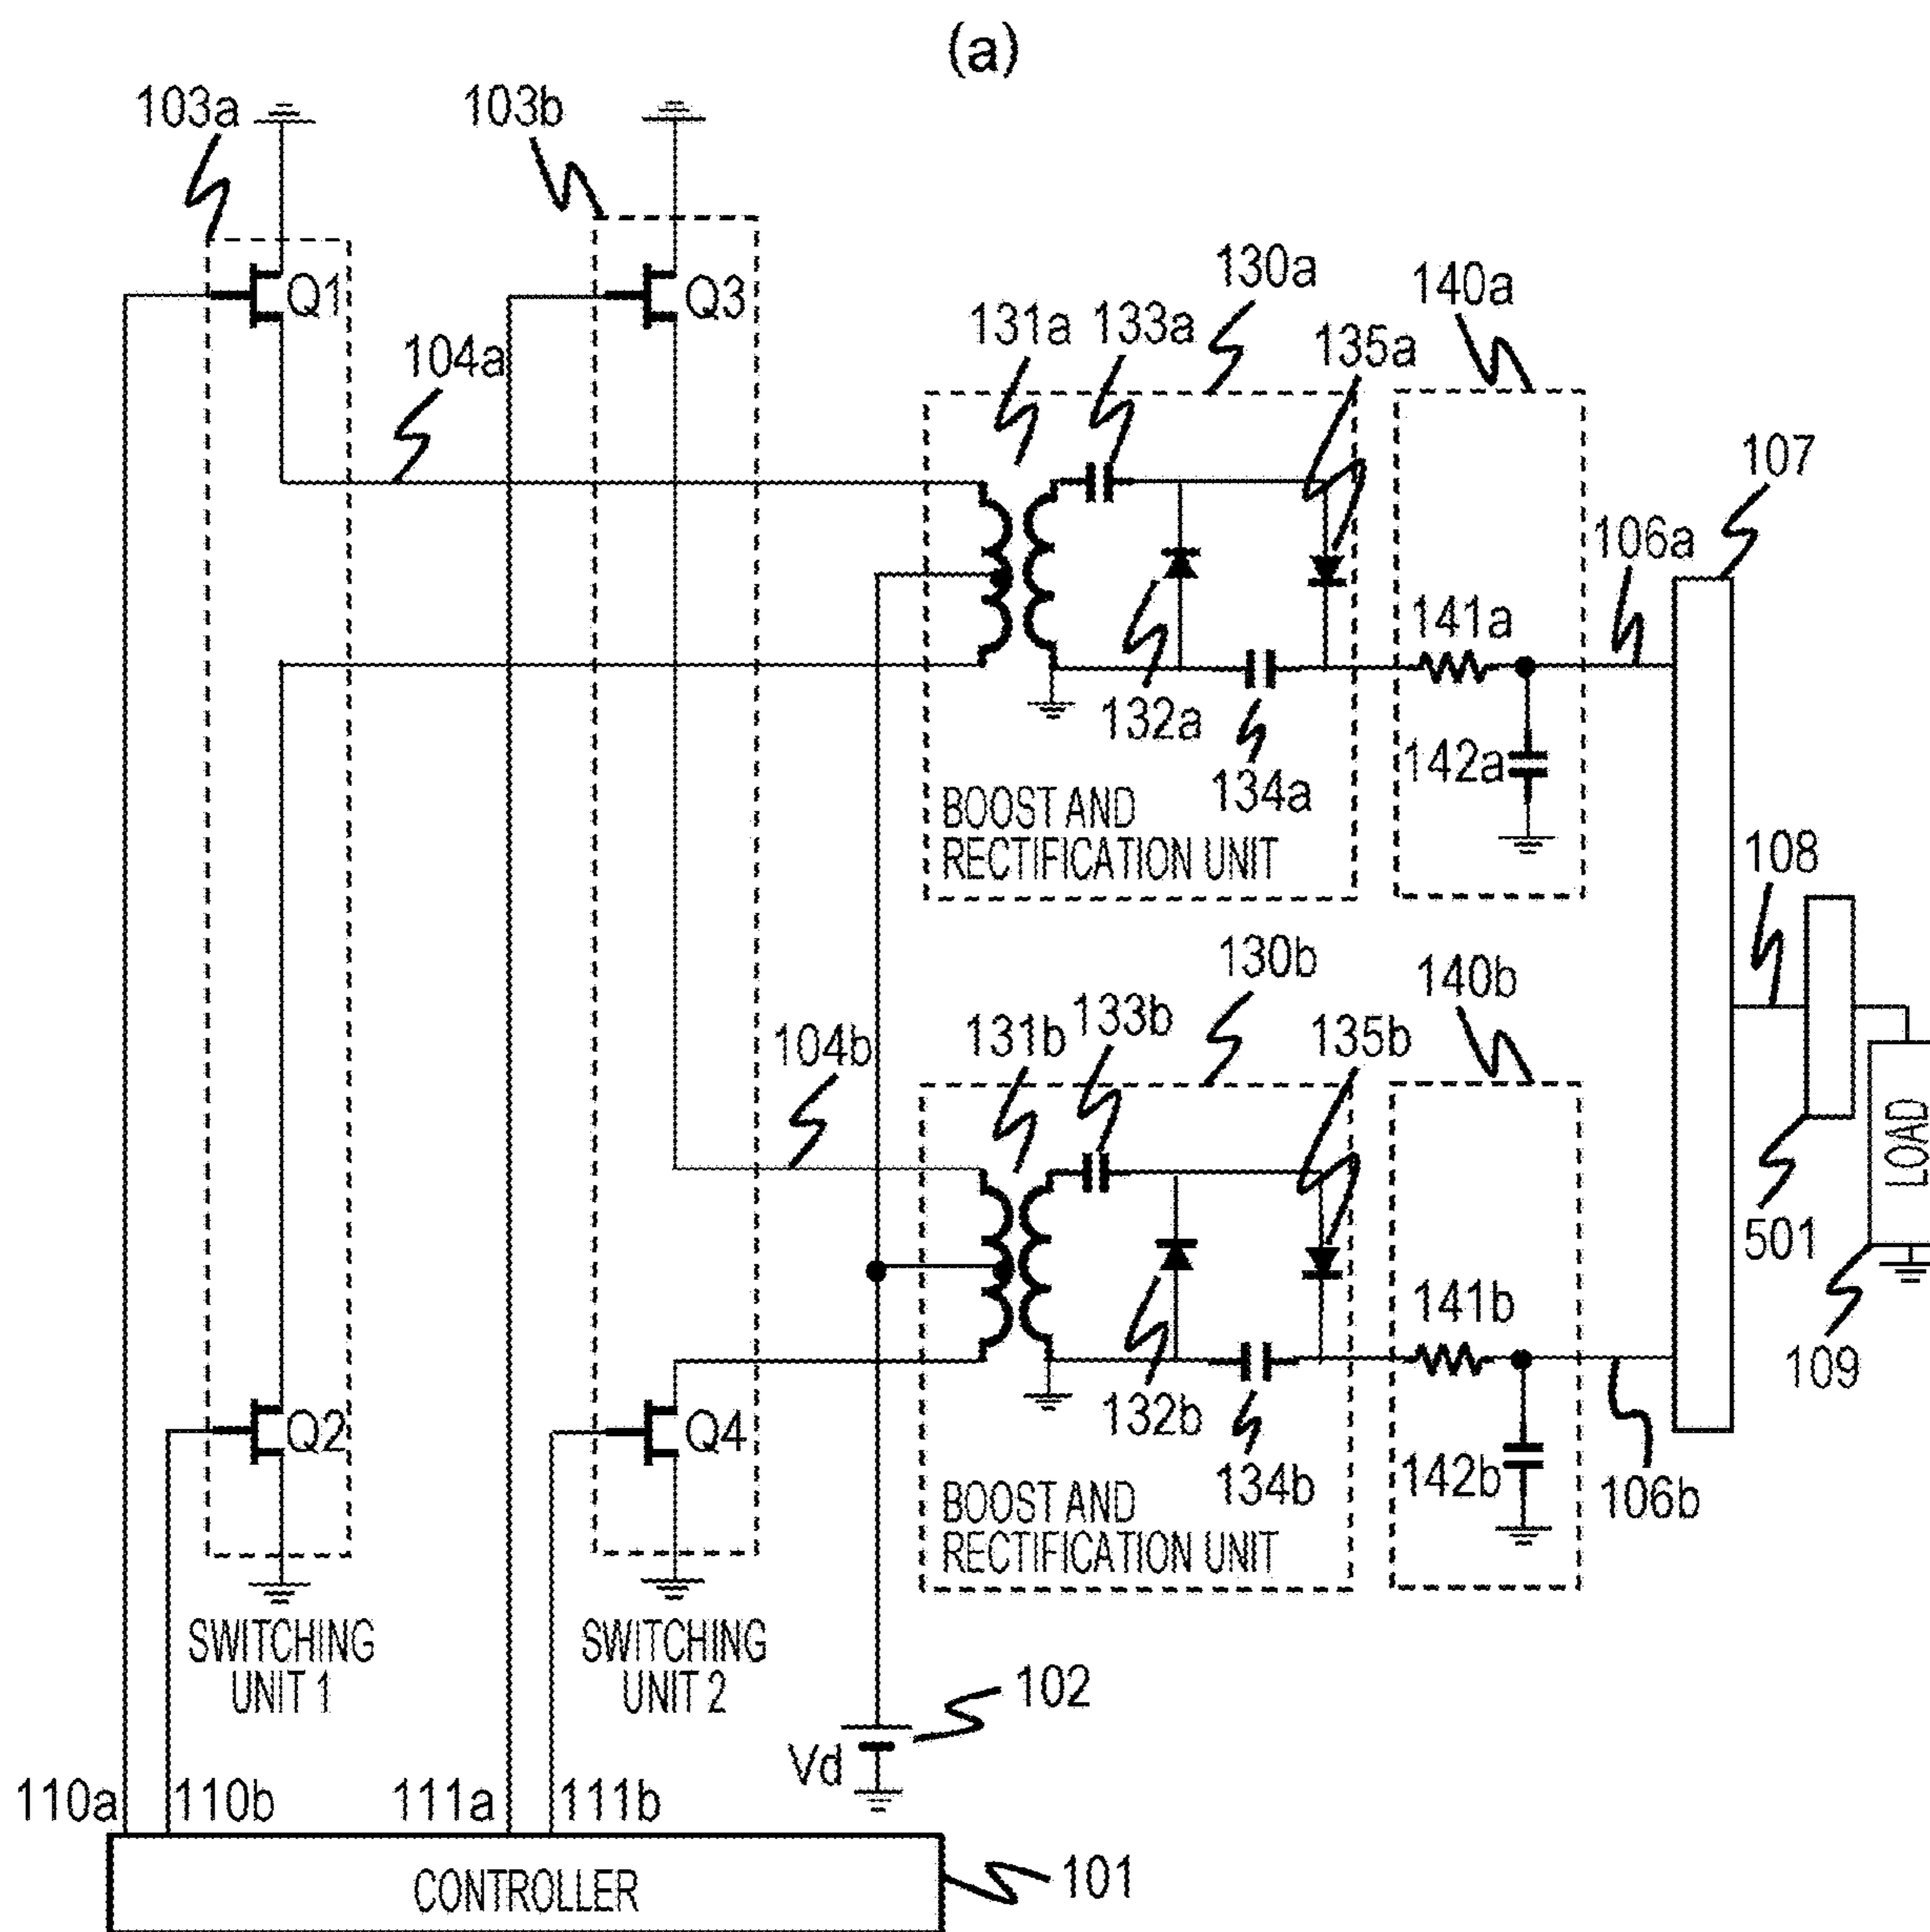 (a)
103a
103b
Q1
Q3
104a
130a
140a
131a
133a
135a
107
106a
141a
132a
134a
142a
BOOST AND
RECTIFICATION UNIT
108
130b
140b
104b
131b
133b
135b
LOAD
501
141b
109
132b
134b
142b
106b
Q2
Q4
BOOST AND
RECTIFICATION UNIT
SWITCHING
UNIT 1
SWITCHING
UNIT 2
102
Vd
110a
110b
111a
111b
CONTROLLER
101